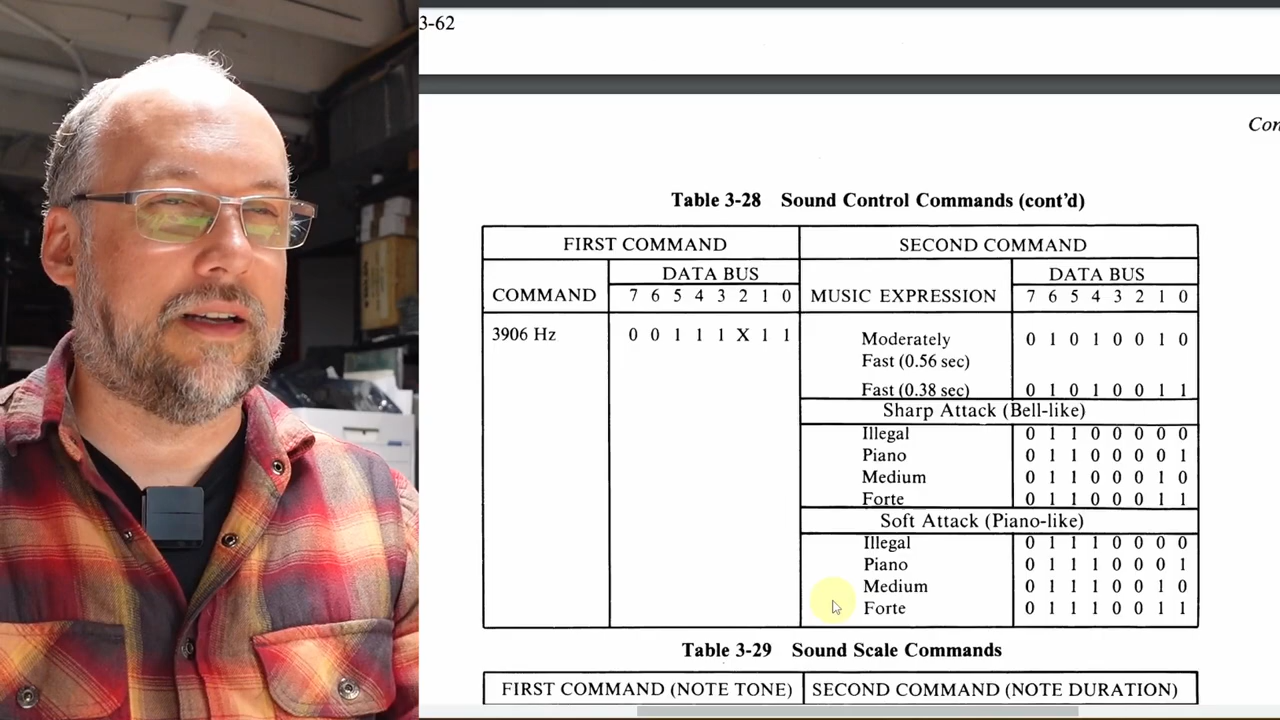 3-62
Con
Table 3-28 Sound Control Commands (cont'd)
FIRST COMMAND SECOND COMMAND
DATA BUS DATA BUS
COMMAND 7 6 5 4 3 2 1 0 MUSIC EXPRESSION 7 6 5 4 3 2 1 0
3906 Hz 0 0 1 1 1 X 1 1 Moderately 0 1 0 1 0 0 1 0
Fast (0.56 sec)
Fast (0.38 sec) 0 1 0 1 0 0 1 1
Sharp Attack (Bell-like)
Illegal 0 1 1 0 0 0 0 0
Piano 0 1 1 0 0 0 0 1
Medium 0 1 1 0 0 0 1 0
Forte 0 1 1 0 0 0 1 1
Soft Attack (Piano-like)
Illegal 0 1 1 1 0 0 0 0
Piano 0 1 1 1 0 0 0 1
Medium 0 1 1 1 0 0 1 0
Forte 0 1 1 1 0 0 1 1
Table 3-29 Sound Scale Commands
FIRST COMMAND (NOTE TONE) SECOND COMMAND (NOTE DURATION)